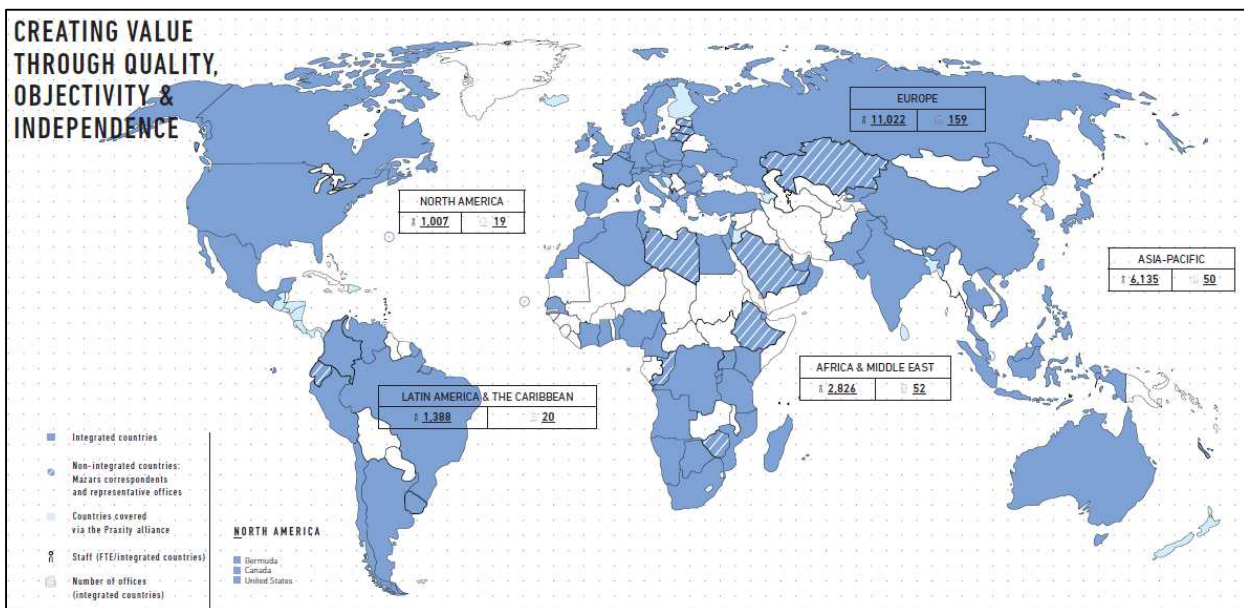 CREATING VALUE
THROUGH QUALITY,
OBJECTIVITY &
INDEPENDENCE
EUROPE
11,022 159
NORTH AMERICA
1,007 19
ASIA-PACIFIC
6,135 50
AFRICA & MIDDLE EAST
2,826 52
LATIN AMERICA & THE CARIBBEAN
1,388 20
Integrated countries
Non-integrated countries:
Mazars correspondents
and representative offices
Countries covered
via the Praxity alliance
Staff (FTE/integrated countries)
Number of offices
(integrated countries)
NORTH AMERICA
Bermuda
Canada
United States